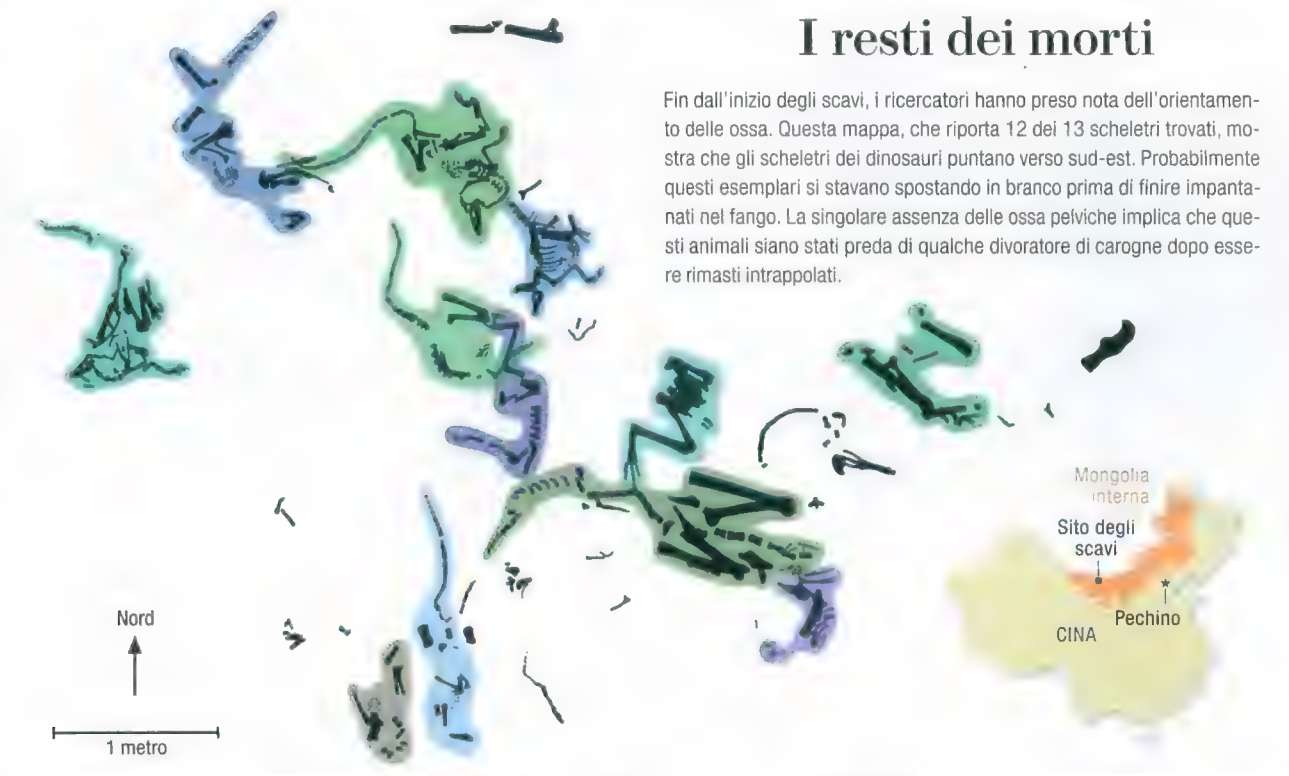 I resti dei morti
Fin dall'inizio degli scavi, i ricercatori hanno preso nota dell'orientamen-
to delle ossa. Questa mappa, che riporta 12 dei 13 scheletri trovati, mo-
stra che gli scheletri dei dinosauri puntano verso sud-est. Probabilmente
questi esemplari si stavano spostando in branco prima di finire impanta-
nati nel fango. La singolare assenza delle ossa pelviche implica che que-
sti animali siano stati preda di qualche divoratore di carogne dopo esse-
re rimasti intrappolati.
Mongolia
interna
Sito degli
scavi
Pechino
CINA
Nord
1 metro